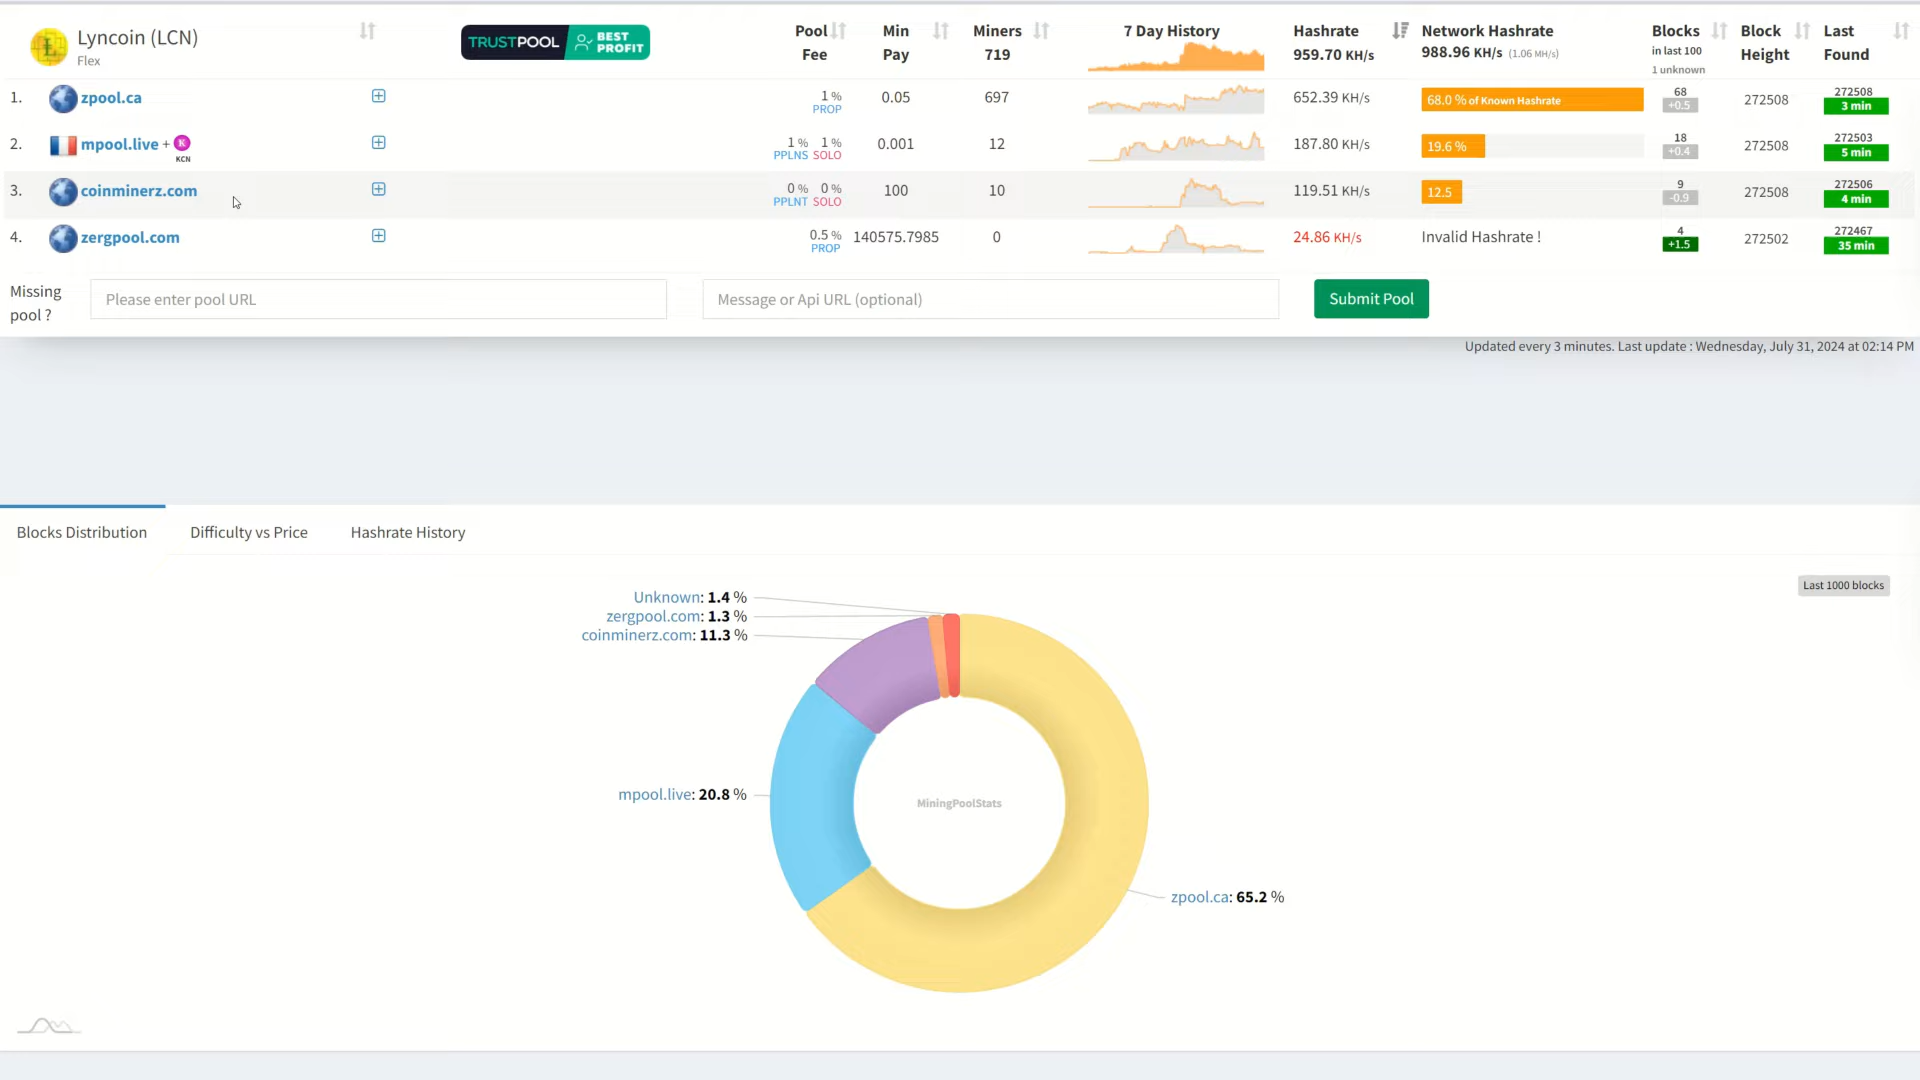 Lyncoin (LCN)
Flex
TRUSTPOOL BEST PROFIT
Pool Fee
Min Pay
Miners
719
7 Day History
Hashrate
959.70 KH/s
Network Hashrate
988.96 KH/s (1.06 MH/s)
Blocks
in last 100
1 unknown
Block Height
Last Found
1. zpool.ca 1 % PROP 0.05 697 652.39 KH/s 68.0 % of Known Hashrate 68 +0.5 272508 272508 3 min
2. mpool.live + K KCN 1 % PPLNS 1 % SOLO 0.001 12 187.80 KH/s 19.6 % 18 +0.4 272508 272503 5 min
3. coinminerz.com 0 % PPLNT 0 % SOLO 100 10 119.51 KH/s 12.5 9 -0.9 272508 272506 4 min
4. zergpool.com 0.5 % PROP 140575.7985 0 24.86 KH/s Invalid Hashrate ! 4 +1.5 272502 272467 35 min
Missing pool ?
Please enter pool URL
Message or Api URL (optional)
Submit Pool
Updated every 3 minutes. Last update : Wednesday, July 31, 2024 at 02:14 PM
Blocks Distribution Difficulty vs Price Hashrate History
Last 1000 blocks
Unknown: 1.4 %
zergpool.com: 1.3 %
coinminerz.com: 11.3 %
mpool.live: 20.8 %
MiningPoolStats
zpool.ca: 65.2 %